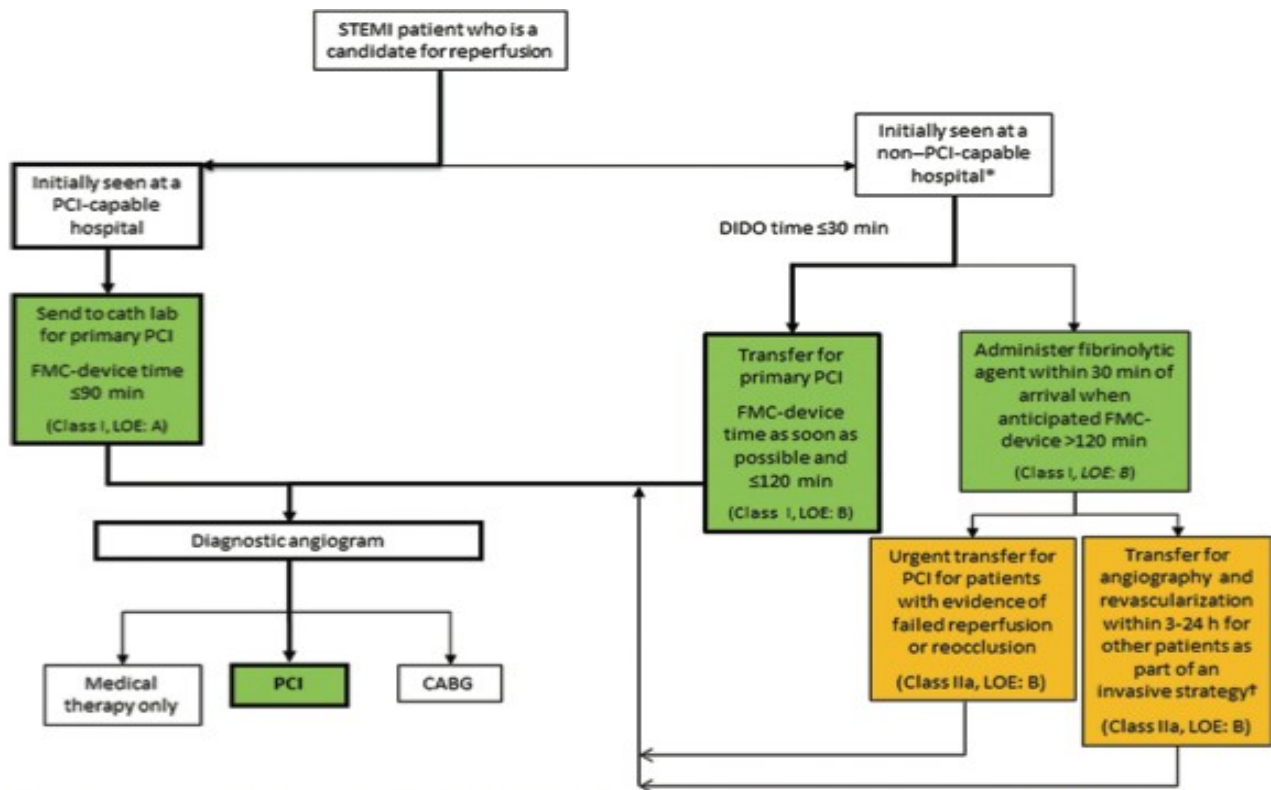 STEMI patient who is a
candidate for reperfusion
Initially seen at a
PCI-capable
hospital
Initially seen at a
non–PCI-capable
hospital*
DIDO time ≤30 min
Send to cath lab
for primary PCI
FMC-device time
≤90 min
(Class I, LOE: A)
Transfer for
primary PCI
FMC-device
time as soon as
possible and
≤120 min
(Class I, LOE: B)
Administer fibrinolytic
agent within 30 min of
arrival when
anticipated FMC-
device >120 min
(Class I, LOE: B)
Diagnostic angiogram
Urgent transfer for
PCI for patients
with evidence of
failed reperfusion
or reocclusion
(Class IIa, LOE: B)
Transfer for
angiography and
revascularization
within 3-24 h for
other patients as
part of an
invasive strategy†
(Class IIa, LOE: B)
Medical
therapy only
PCI
CABG